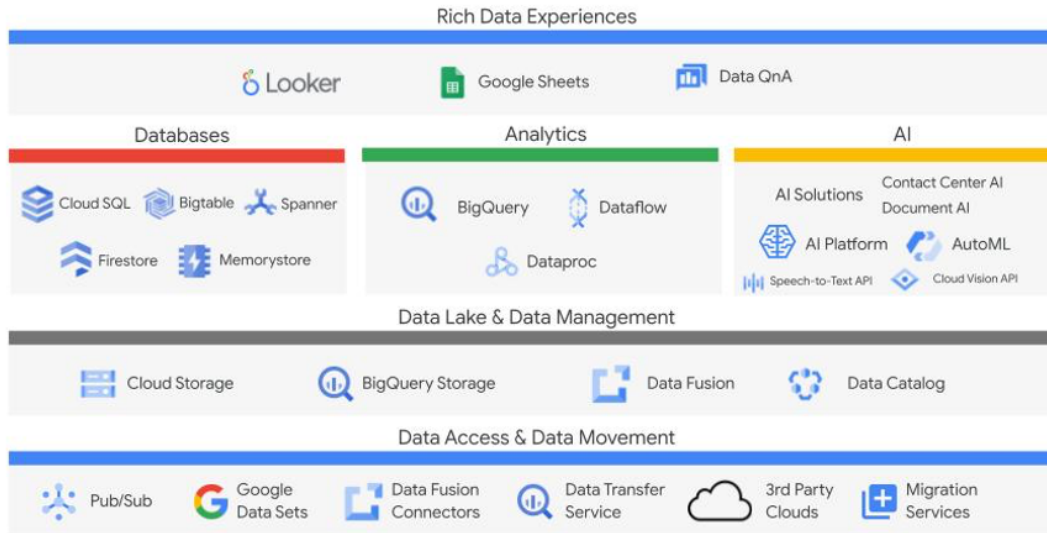 Rich Data Experiences
Looker
Google Sheets
Data QnA
Databases
Analytics
AI
Cloud SQL
Bigtable
Spanner
Firestore
Memorystore
BigQuery
Dataflow
Dataproc
AI Solutions
Contact Center AI
Document AI
AI Platform
AutoML
Speech-to-Text API
Cloud Vision API
Data Lake & Data Management
Cloud Storage
BigQuery Storage
Data Fusion
Data Catalog
Data Access & Data Movement
Pub/Sub
Google
Data Sets
Data Fusion
Connectors
Data Transfer
Service
3rd Party
Clouds
Migration
Services